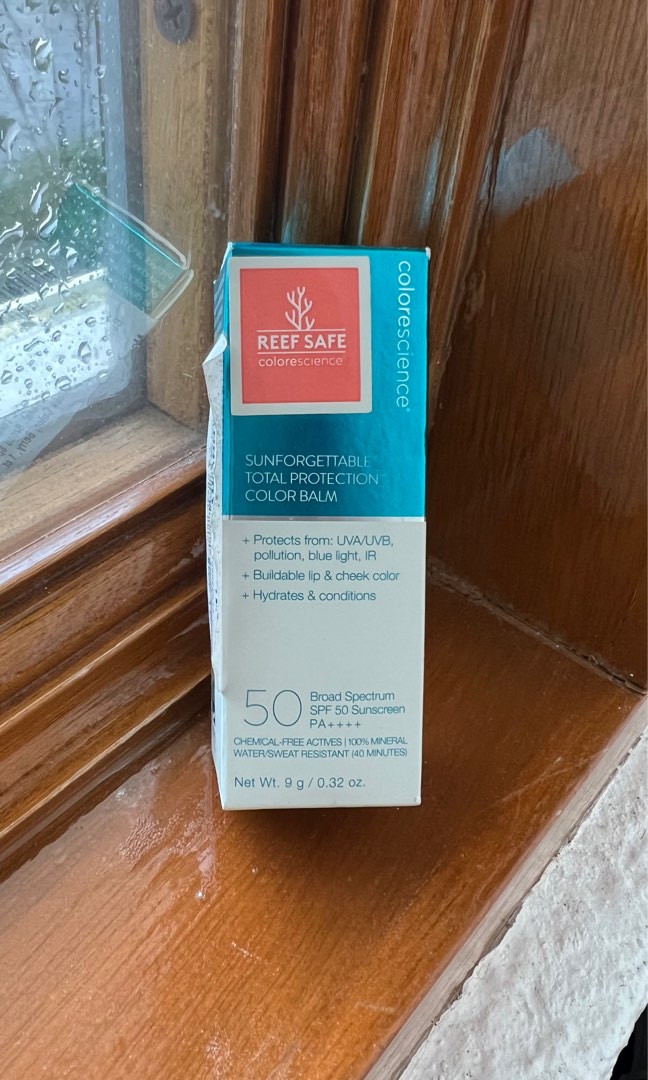 REEF SAFE
colorescience
colorescience®
SUNFORGETTABLE™
TOTAL PROTECTION™
COLOR BALM
+ Protects from: UVA/UVB,
pollution, blue light, IR
+ Buildable lip & cheek color
+ Hydrates & conditions
50
Broad Spectrum
SPF 50 Sunscreen
PA++++
CHEMICAL-FREE ACTIVES | 100% MINERAL
WATER/SWEAT RESISTANT (40 MINUTES)
Net Wt. 9 g / 0.32 oz.